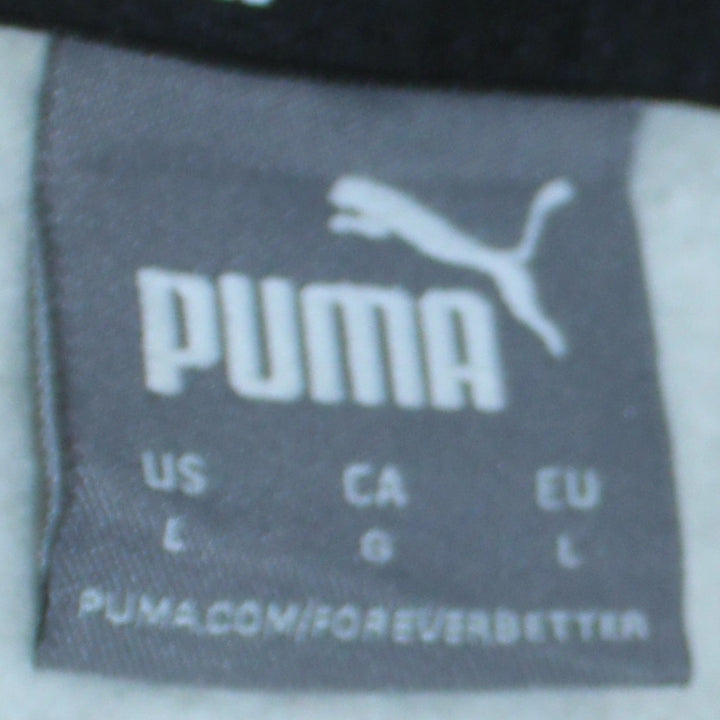 PUMA
US CA EU
L G L
PUMA.COM/FOREVERBETTER